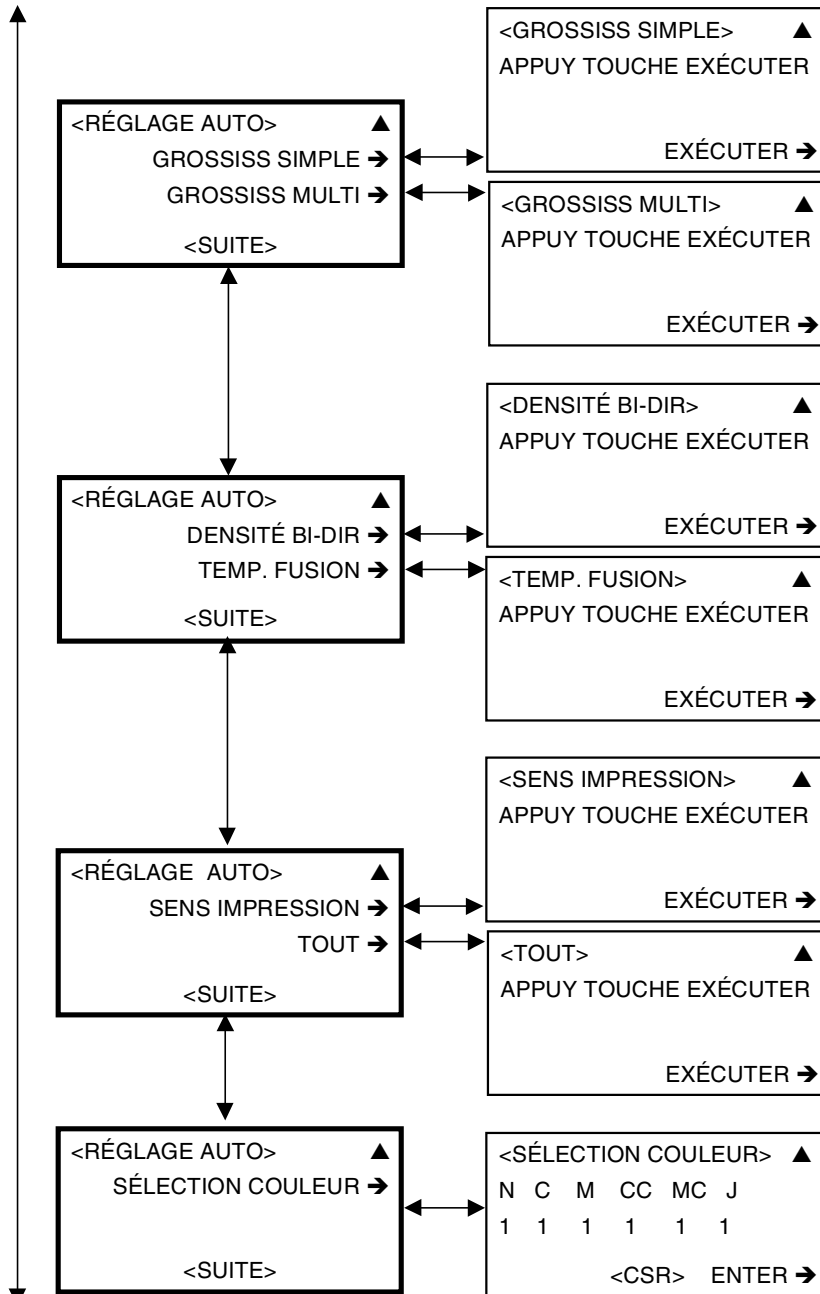 <GROSSISS SIMPLE> ▲
APPUY TOUCHE EXÉCUTER
EXÉCUTER ➔
<RÉGLAGE AUTO> ▲
GROSSISS SIMPLE ➔
GROSSISS MULTI ➔
<SUITE>
<GROSSISS MULTI> ▲
APPUY TOUCHE EXÉCUTER
EXÉCUTER ➔
<RÉGLAGE AUTO> ▲
DENSITÉ BI-DIR ➔
TEMP. FUSION ➔
<SUITE>
<DENSITÉ BI-DIR> ▲
APPUY TOUCHE EXÉCUTER
EXÉCUTER ➔
<TEMP. FUSION> ▲
APPUY TOUCHE EXÉCUTER
EXÉCUTER ➔
<RÉGLAGE AUTO> ▲
SENS IMPRESSION ➔
TOUT ➔
<SUITE>
<SENS IMPRESSION> ▲
APPUY TOUCHE EXÉCUTER
EXÉCUTER ➔
<TOUT> ▲
APPUY TOUCHE EXÉCUTER
EXÉCUTER ➔
<RÉGLAGE AUTO> ▲
SÉLECTION COULEUR ➔
<SUITE>
<SÉLECTION COULEUR> ▲
N C M CC MC J
1 1 1 1 1 1
<CSR> ENTER ➔